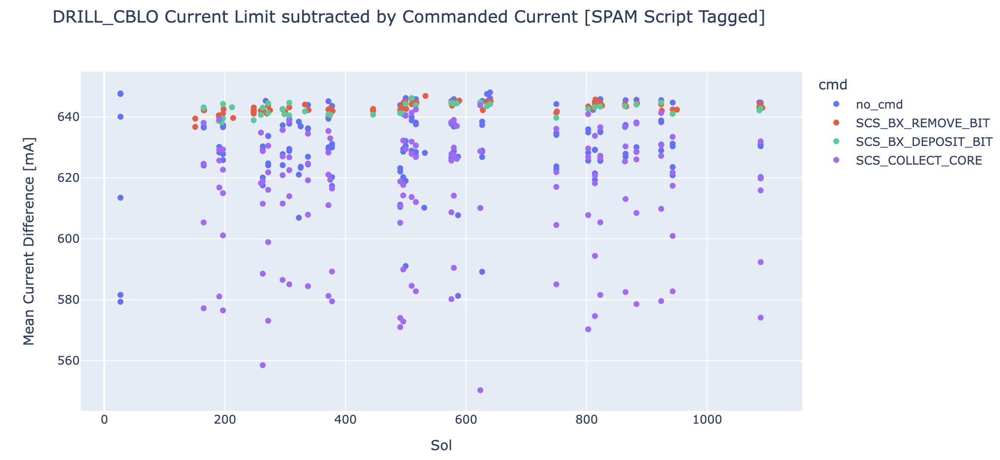 DRILL_CBLO Current Limit subtracted by Commanded Current [SPAM Script Tagged]
cmd
no_cmd
SCS_BX_REMOVE_BIT
SCS_BX_DEPOSIT_BIT
SCS_COLLECT_CORE
Mean Current Difference [mA]
640
620
600
580
560
0 200 400 600 800 1000
Sol